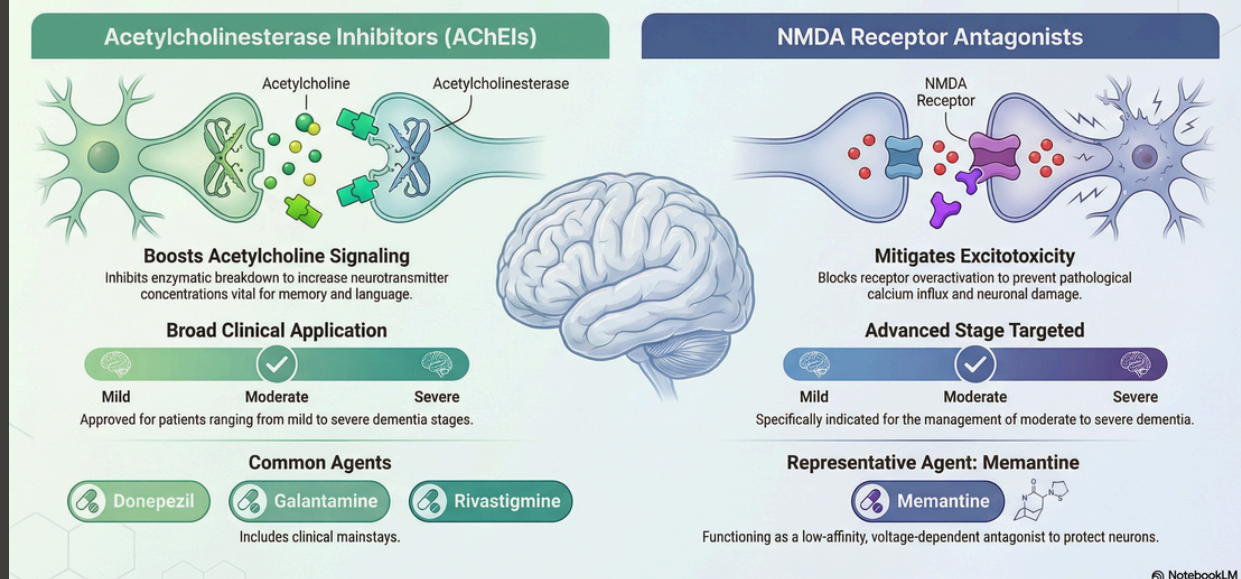 Acetylcholinesterase Inhibitors (AChEIs)
Acetylcholine
Acetylcholinesterase
Boosts Acetylcholine Signaling
Inhibits enzymatic breakdown to increase neurotransmitter
concentrations vital for memory and language.
Broad Clinical Application
Mild
Moderate
Severe
Approved for patients ranging from mild to severe dementia stages.
Common Agents
Donepezil
Galantamine
Rivastigmine
Includes clinical mainstays.
NMDA Receptor Antagonists
NMDA
Receptor
Mitigates Excitotoxicity
Blocks receptor overactivation to prevent pathological
calcium influx and neuronal damage.
Advanced Stage Targeted
Mild
Moderate
Severe
Specifically indicated for the management of moderate to severe dementia.
Representative Agent: Memantine
Memantine
O
N
N
S
Functioning as a low-affinity, voltage-dependent antagonist to protect neurons.
NotebookLM